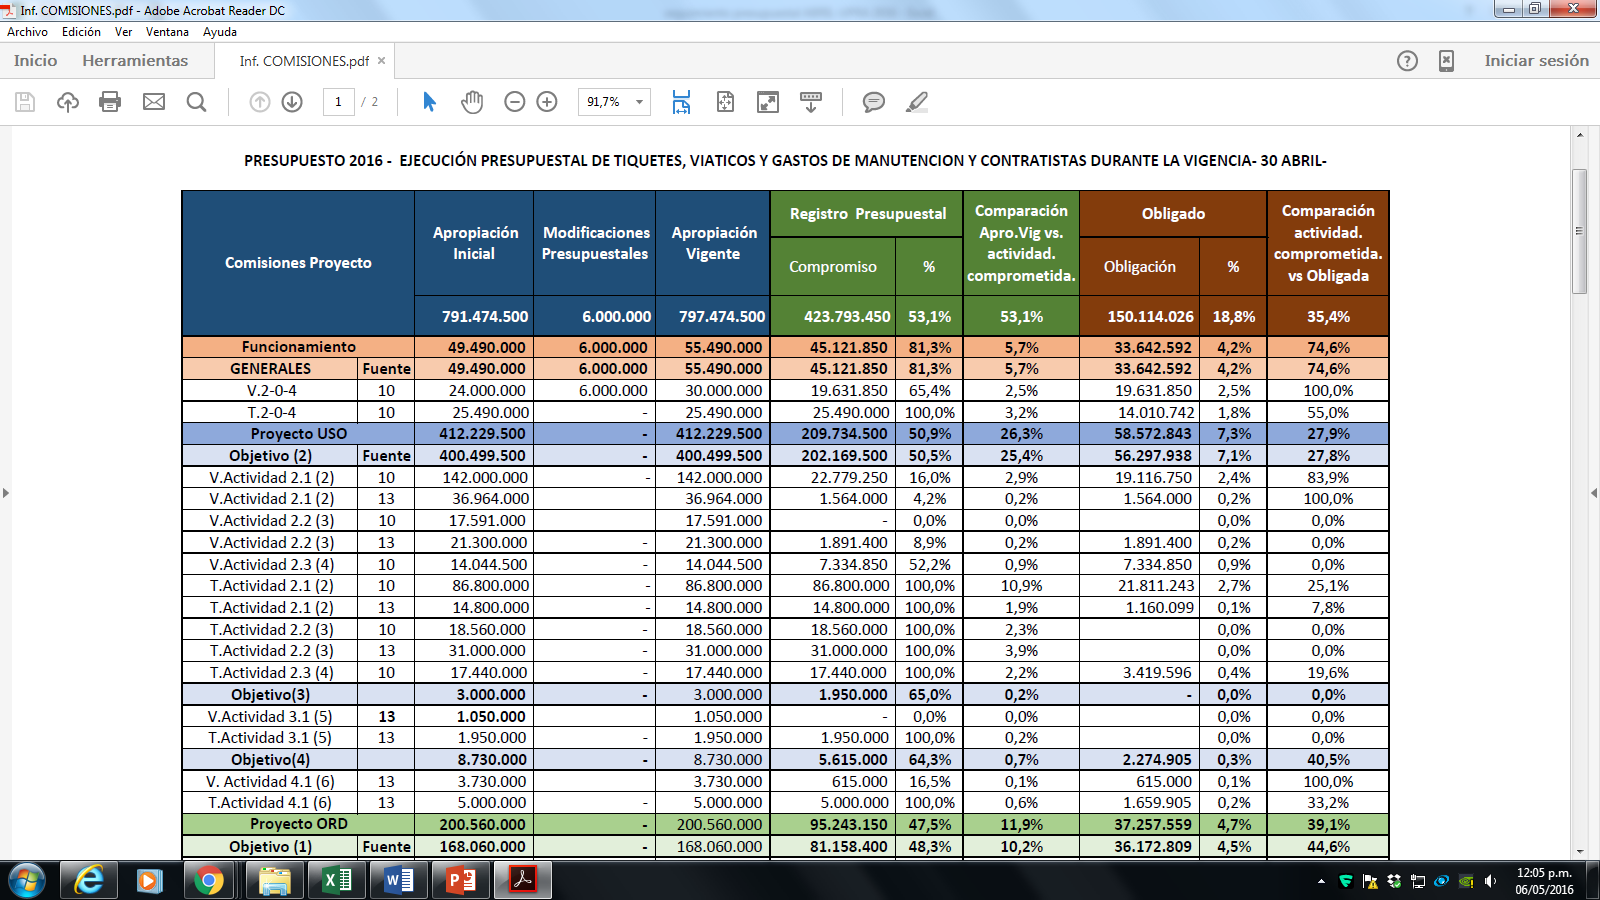 Inf. COMISIONES.pdf - Adobe Acrobat Reader DC
Archivo Edición Ver Ventana Ayuda
Inicio Herramientas Inf. COMISIONES.pdf × Iniciar sesión
1 / 2 91,7%
PRESUPUESTO 2016 - EJECUCIÓN PRESUPUESTAL DE TIQUETES, VIATICOS Y GASTOS DE MANUTENCION Y CONTRATISTAS DURANTE LA VIGENCIA- 30 ABRIL-
Comisiones Proyecto
Apropiación Inicial
Modificaciones Presupuestales
Apropiación Vigente
Registro Presupuestal
Compromiso %
Comparación Apro.Vig vs. actividad. comprometida.
Obligado
Obligación %
Comparación actividad. comprometida. vs Obligada
791.474.500 6.000.000 797.474.500 423.793.450 53,1% 53,1% 150.114.026 18,8% 35,4%
Funcionamiento 49.490.000 6.000.000 55.490.000 45.121.850 81,3% 5,7% 33.642.592 4,2% 74,6%
GENERALES Fuente 49.490.000 6.000.000 55.490.000 45.121.850 81,3% 5,7% 33.642.592 4,2% 74,6%
V.2-0-4 10 24.000.000 6.000.000 30.000.000 19.631.850 65,4% 2,5% 19.631.850 2,5% 100,0%
T.2-0-4 10 25.490.000 - 25.490.000 25.490.000 100,0% 3,2% 14.010.742 1,8% 55,0%
Proyecto USO 412.229.500 - 412.229.500 209.734.500 50,9% 26,3% 58.572.843 7,3% 27,9%
Objetivo (2) Fuente 400.499.500 - 400.499.500 202.169.500 50,5% 25,4% 56.297.938 7,1% 27,8%
V.Actividad 2.1 (2) 10 142.000.000 - 142.000.000 22.779.250 16,0% 2,9% 19.116.750 2,4% 83,9%
V.Actividad 2.1 (2) 13 36.964.000 36.964.000 1.564.000 4,2% 0,2% 1.564.000 0,2% 100,0%
V.Actividad 2.2 (3) 10 17.591.000 - 17.591.000 - 0,0% 0,0% 0,0% 0,0%
V.Actividad 2.2 (3) 13 21.300.000 - 21.300.000 1.891.400 8,9% 0,2% 1.891.400 0,2% 0,0%
V.Actividad 2.3 (4) 10 14.044.500 - 14.044.500 7.334.850 52,2% 0,9% 7.334.850 0,9% 0,0%
T.Actividad 2.1 (2) 10 86.800.000 - 86.800.000 86.800.000 100,0% 10,9% 21.811.243 2,7% 25,1%
T.Actividad 2.1 (2) 13 14.800.000 - 14.800.000 14.800.000 100,0% 1,9% 1.160.099 0,1% 7,8%
T.Actividad 2.2 (3) 10 18.560.000 - 18.560.000 18.560.000 100,0% 2,3% 0,0% 0,0%
T.Actividad 2.2 (3) 13 31.000.000 - 31.000.000 31.000.000 100,0% 3,9% 0,0% 0,0%
T.Actividad 2.3 (4) 10 17.440.000 - 17.440.000 17.440.000 100,0% 2,2% 3.419.596 0,4% 19,6%
Objetivo(3) 3.000.000 - 3.000.000 1.950.000 65,0% 0,2% - 0,0% 0,0%
V.Actividad 3.1 (5) 13 1.050.000 1.050.000 - 0,0% 0,0% 0,0% 0,0%
T.Actividad 3.1 (5) 13 1.950.000 - 1.950.000 1.950.000 100,0% 0,2% 0,0% 0,0%
Objetivo(4) 8.730.000 - 8.730.000 5.615.000 64,3% 0,7% 2.274.905 0,3% 40,5%
V. Actividad 4.1 (6) 13 3.730.000 3.730.000 615.000 16,5% 0,1% 615.000 0,1% 100,0%
T.Actividad 4.1 (6) 13 5.000.000 - 5.000.000 5.000.000 100,0% 0,6% 1.659.905 0,2% 33,2%
Proyecto ORD 200.560.000 - 200.560.000 95.243.150 47,5% 11,9% 37.257.559 4,7% 39,1%
Objetivo (1) Fuente 168.060.000 - 168.060.000 81.158.400 48,3% 10,2% 36.172.809 4,5% 44,6%
12:05 p.m.
06/05/2016